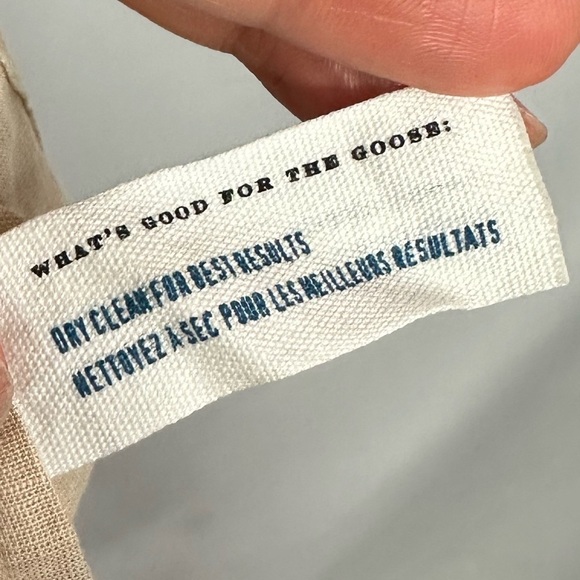 WHAT'S GOOD FOR THE GOOSE:
DRY CLEAN FOR BEST RESULTS
NETTOYEZ À SEC POUR LES MEILLEURS RÉSULTATS